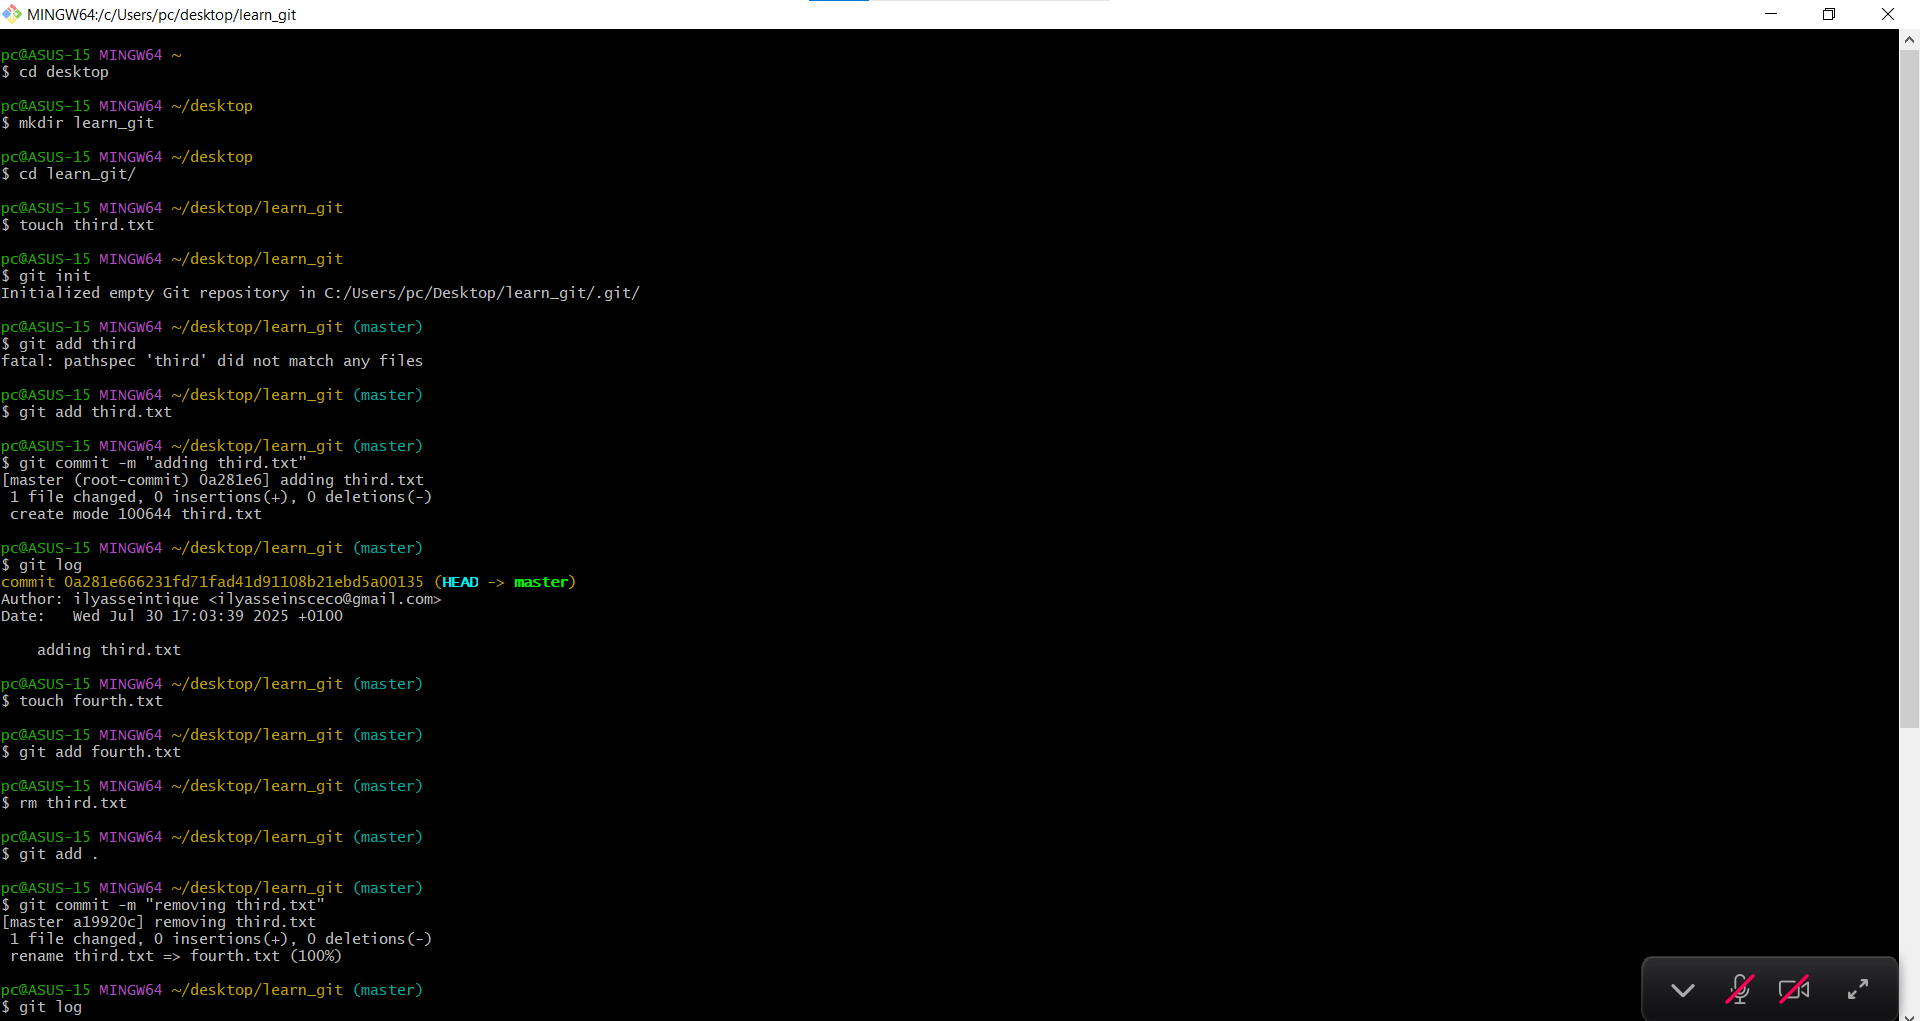 MINGW64:/c/Users/pc/desktop/learn_git
pc@ASUS-15 MINGW64 ~
$ cd desktop
pc@ASUS-15 MINGW64 ~/desktop
$ mkdir learn_git
pc@ASUS-15 MINGW64 ~/desktop
$ cd learn_git/
pc@ASUS-15 MINGW64 ~/desktop/learn_git
$ touch third.txt
pc@ASUS-15 MINGW64 ~/desktop/learn_git
$ git init
Initialized empty Git repository in C:/Users/pc/Desktop/learn_git/.git/
pc@ASUS-15 MINGW64 ~/desktop/learn_git (master)
$ git add third
fatal: pathspec 'third' did not match any files
pc@ASUS-15 MINGW64 ~/desktop/learn_git (master)
$ git add third.txt
pc@ASUS-15 MINGW64 ~/desktop/learn_git (master)
$ git commit -m "adding third.txt"
[master (root-commit) 0a281e6] adding third.txt
 1 file changed, 0 insertions(+), 0 deletions(-)
 create mode 100644 third.txt
pc@ASUS-15 MINGW64 ~/desktop/learn_git (master)
$ git log
commit 0a281e666231fd71fad41d91108b21ebd5a00135 (HEAD -> master)
Author: ilyasseintique <ilyasseinsceco@gmail.com>
Date:   Wed Jul 30 17:03:39 2025 +0100
    adding third.txt
pc@ASUS-15 MINGW64 ~/desktop/learn_git (master)
$ touch fourth.txt
pc@ASUS-15 MINGW64 ~/desktop/learn_git (master)
$ git add fourth.txt
pc@ASUS-15 MINGW64 ~/desktop/learn_git (master)
$ rm third.txt
pc@ASUS-15 MINGW64 ~/desktop/learn_git (master)
$ git add .
pc@ASUS-15 MINGW64 ~/desktop/learn_git (master)
$ git commit -m "removing third.txt"
[master a19920c] removing third.txt
 1 file changed, 0 insertions(+), 0 deletions(-)
 rename third.txt => fourth.txt (100%)
pc@ASUS-15 MINGW64 ~/desktop/learn_git (master)
$ git log